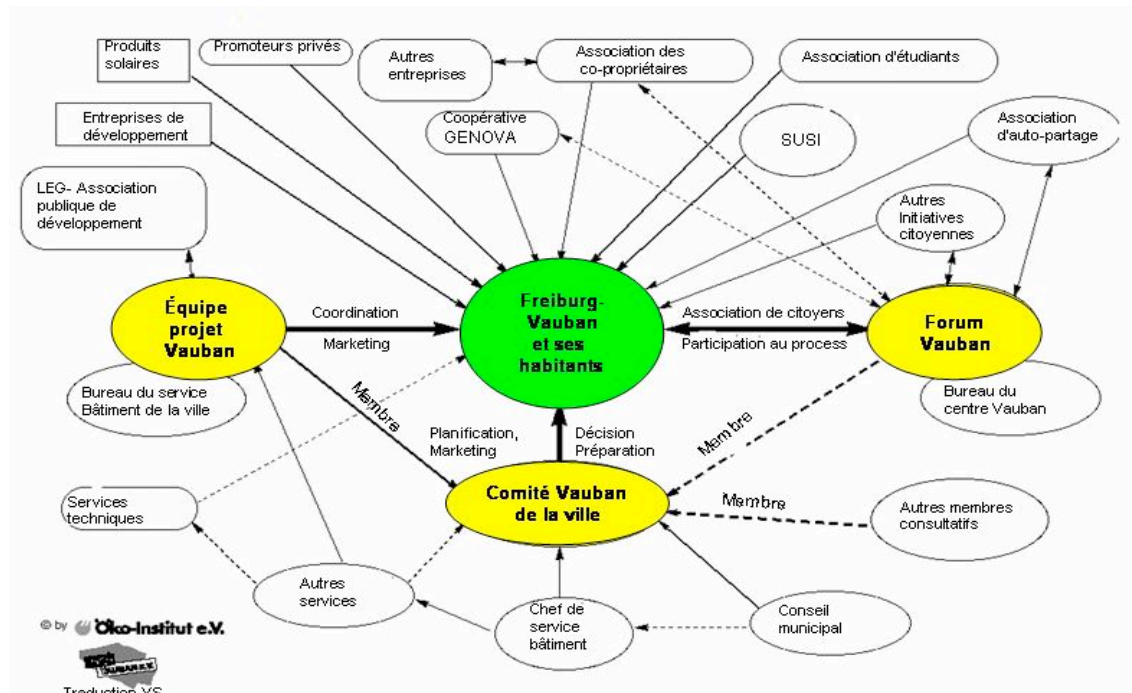 Produits
solaires
Promoteurs privés
Autres
entreprises
Association des
co-propriétaires
Association d'étudiants
Entreprises de
développement
Coopérative
GENOVA
SUSI
Association
d'auto-partage
LEG- Association
publique de
développement
Autres
Initiatives
citoyennes
Équipe
projet
Vauban
Coordination
Marketing
Freiburg-
Vauban
et ses
habitants
Association de citoyens
Participation au process
Forum
Vauban
Bureau du service
Bâtiment de la ville
Bureau du
centre Vauban
Membre
Planification,
Marketing
Décision
Préparation
Membre
Services
techniques
Comité Vauban
de la ville
Membre
Autres membres
consultatifs
Autres
services
Chef de
service
bâtiment
Conseil
municipal
© by Öko-Institut e.V.
Traduction VS